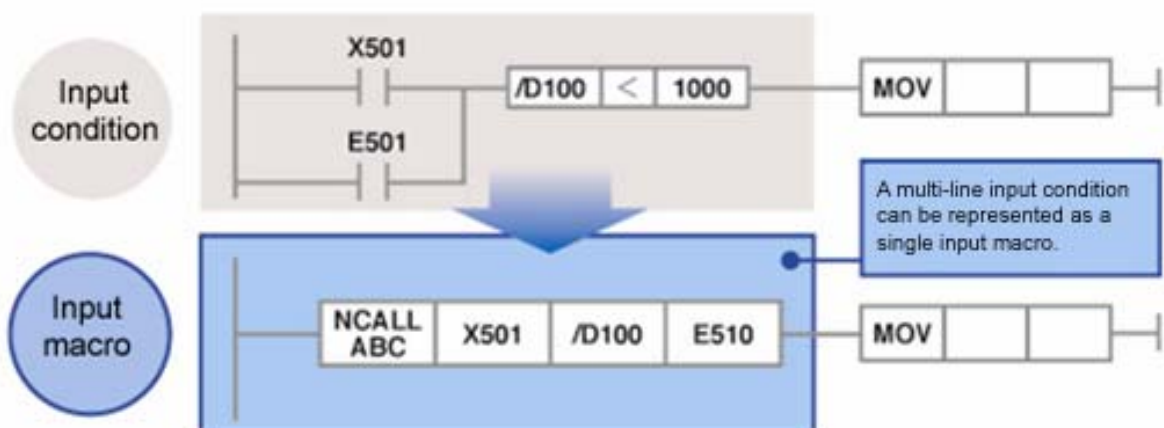 Input
condition
X501
E501
/D100 < 1000
MOV
A multi-line input condition
can be represented as a
single input macro.
Input
macro
NCALL
ABC
X501
/D100
E510
MOV